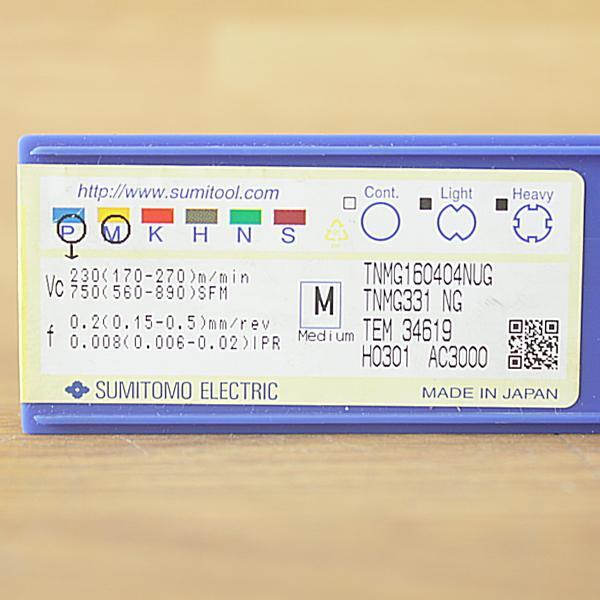 http://www.sumitool.com
Cont. Light Heavy
P M K H N S
Vc 230(170-270)m/min
750(560-890)SFM
f 0.2(0.15-0.5)mm/rev
0.008(0.006-0.02)IPR
M
Medium
TNMG160404NUG
TNMG331 NG
TEM 34619
H0301 AC3000
SUMITOMO ELECTRIC
MADE IN JAPAN